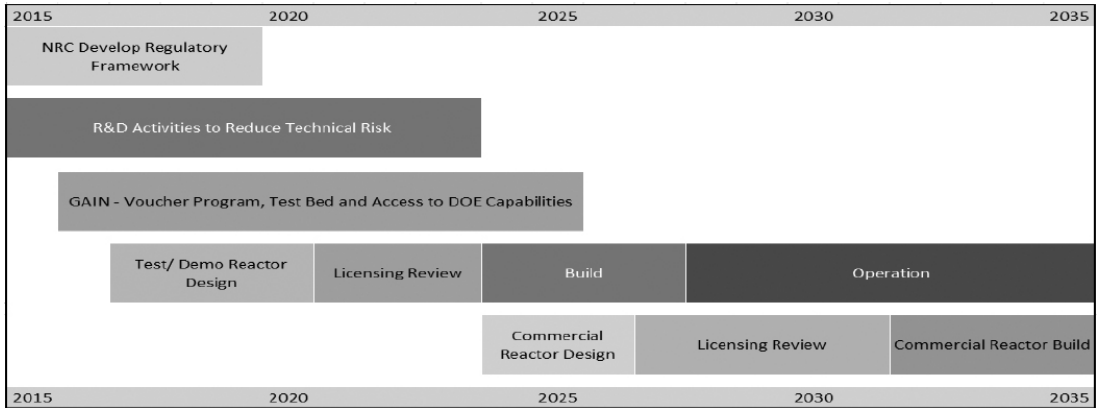 2015 2020 2025 2030 2035
NRC Develop Regulatory
Framework
R&D Activities to Reduce Technical Risk
GAIN - Voucher Program, Test Bed and Access to DOE Capabilities
Test/ Demo Reactor
Design
Licensing Review
Build
Operation
Commercial
Reactor Design
Licensing Review
Commercial Reactor Build
2015 2020 2025 2030 2035